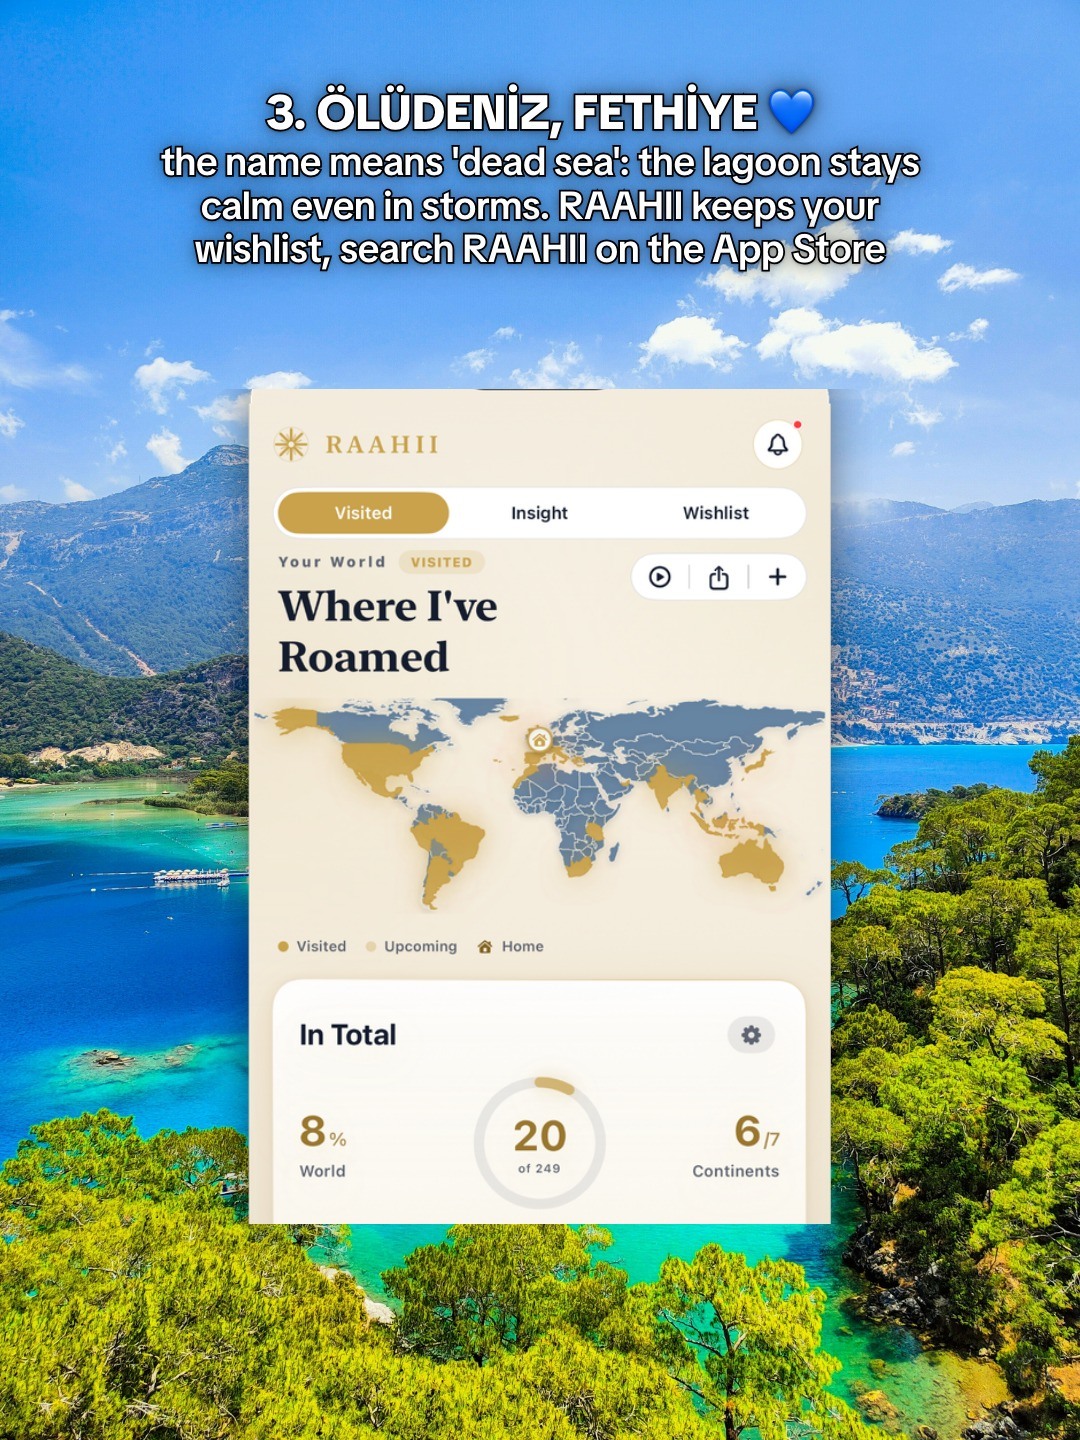 3. ÖLÜDENİZ, FETHİYE 💙
the name means 'dead sea': the lagoon stays
calm even in storms. RAAHII keeps your
wishlist, search RAAHII on the App Store
RAAHII
Visited Insight Wishlist
Your World VISITED
Where I've
Roamed
Visited Upcoming Home
In Total
8% 20 6/7
World of 249 Continents